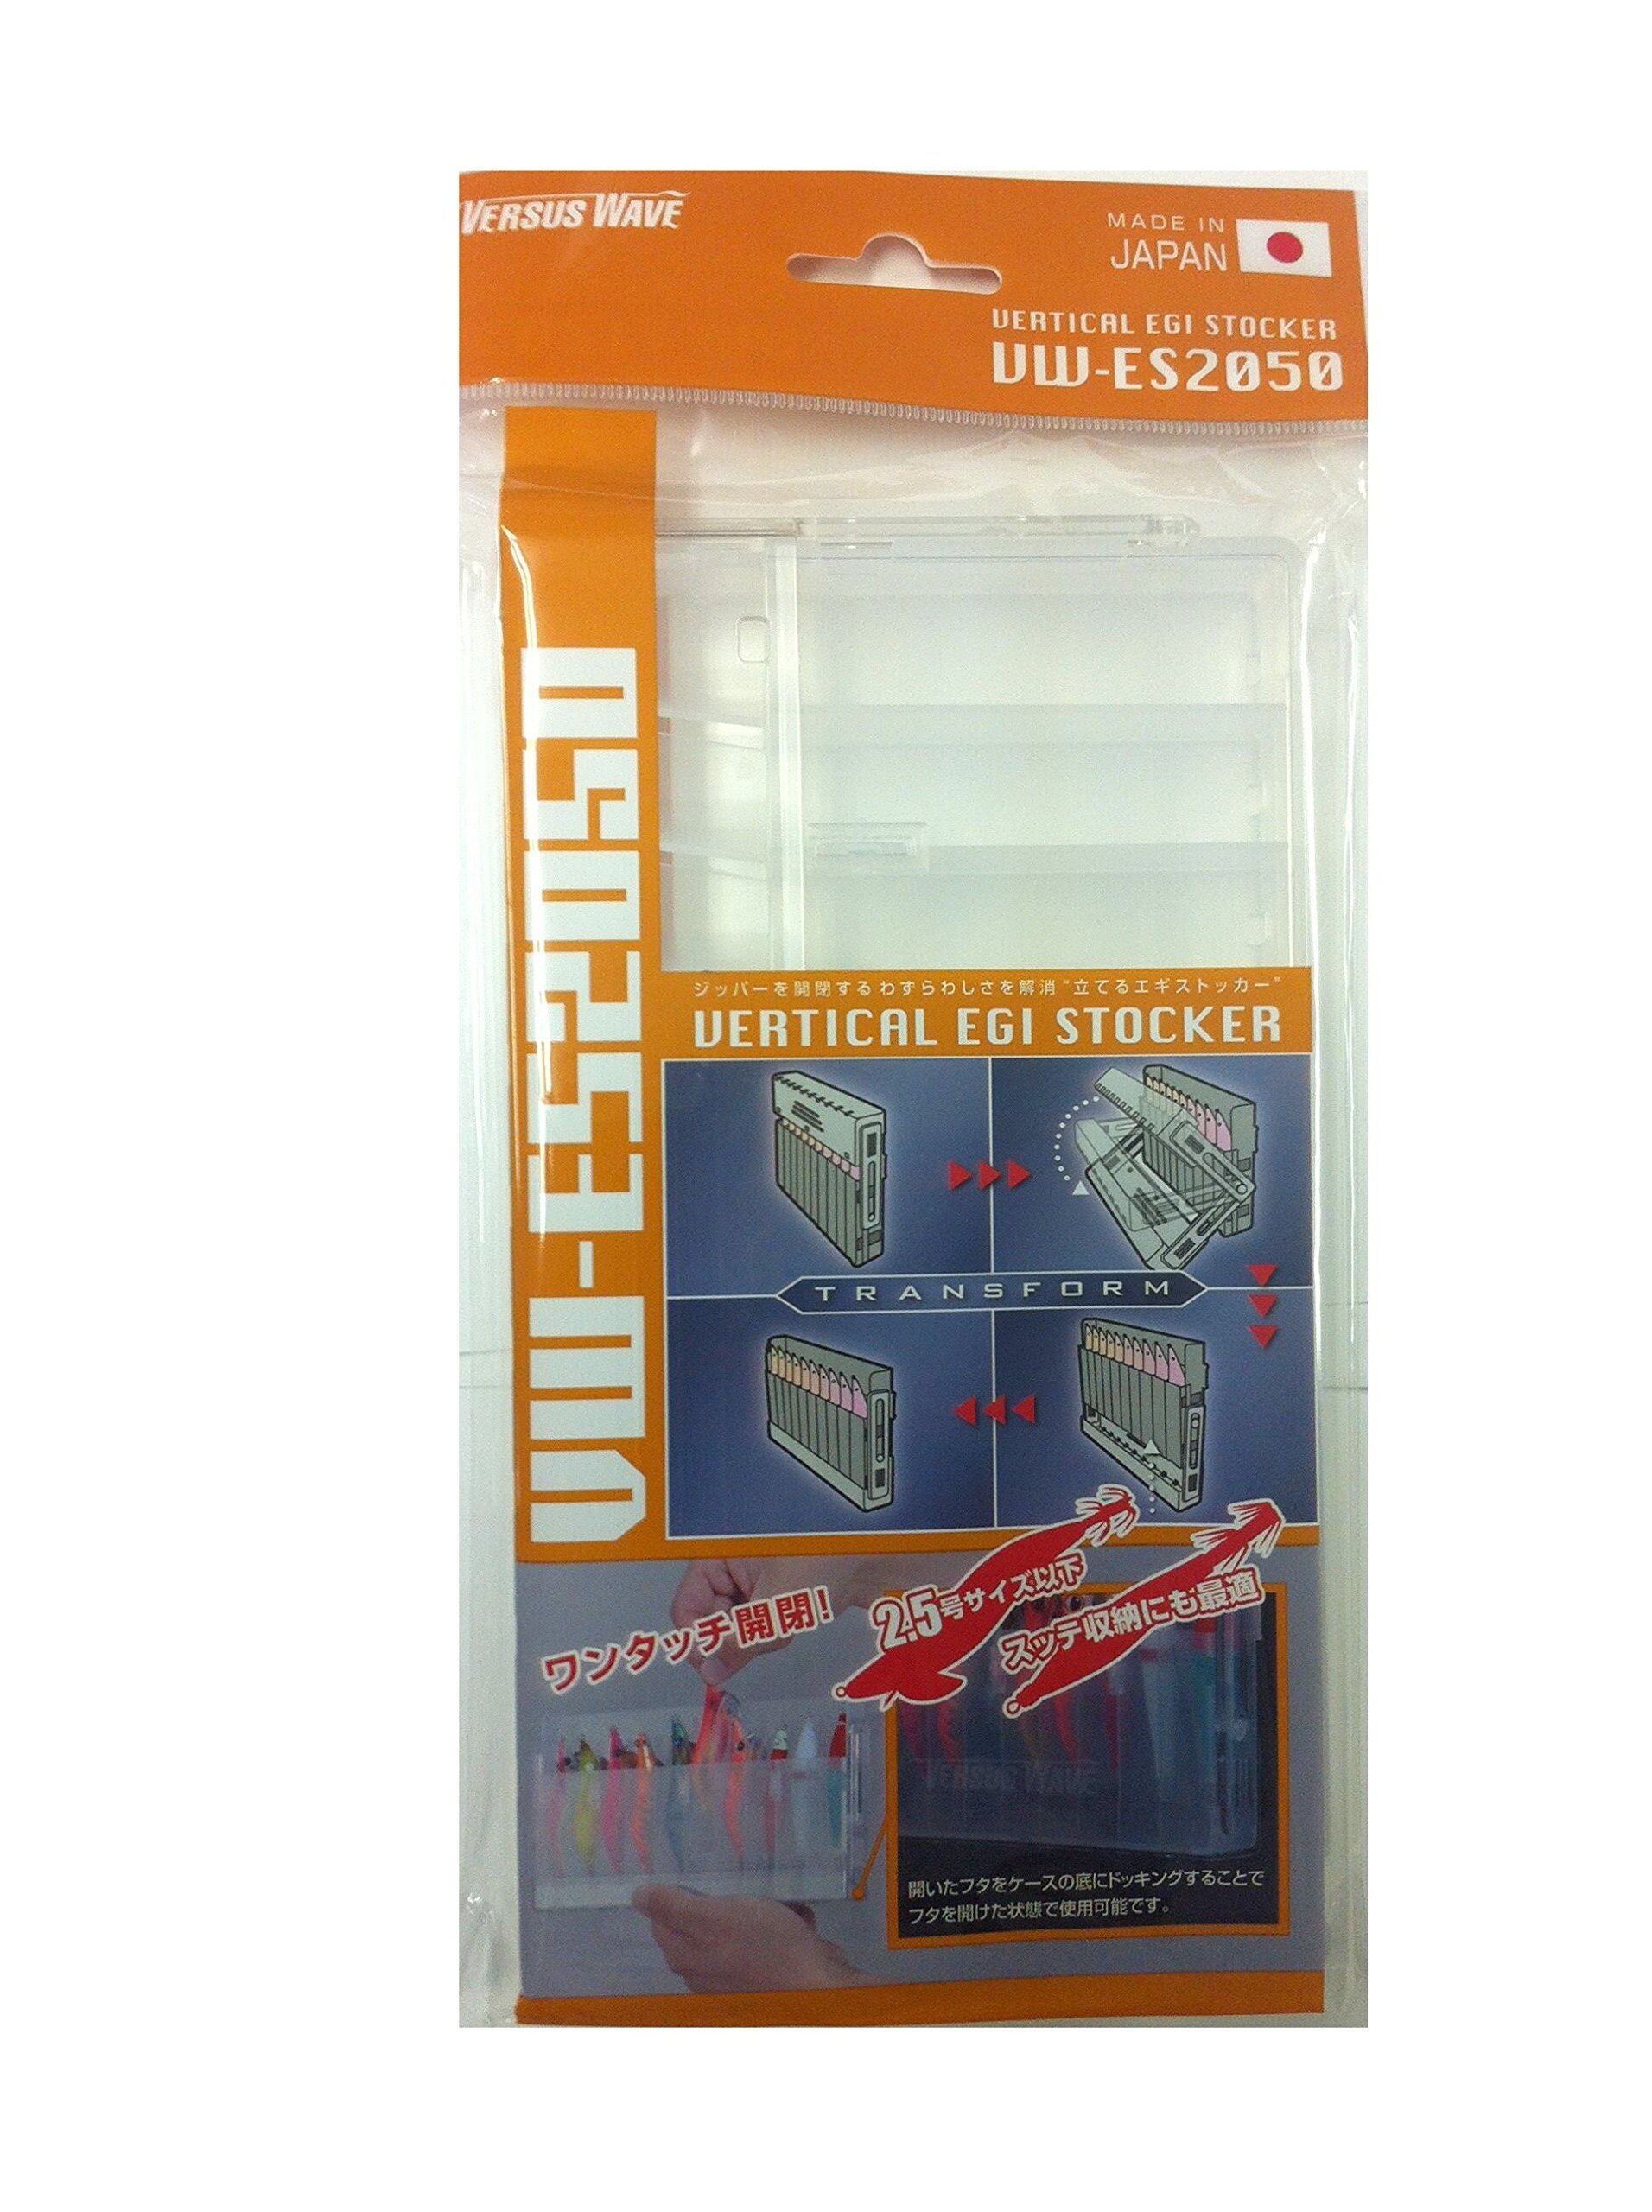 VERSUS WAVE
MADE IN
JAPAN
VERTICAL EGI STOCKER
VW-ES2050
VW-ES2050
ジッパーを開閉するわずらわしさを解消“立てるエギストッカー”
VERTICAL EGI STOCKER
TRANSFORM
ワンタッチ開閉!
2.5号サイズ以下
スッテ収納にも最適
VERSUS WAVE
開いたフタをケースの底にドッキングすることで
フタを開けた状態で使用可能です。